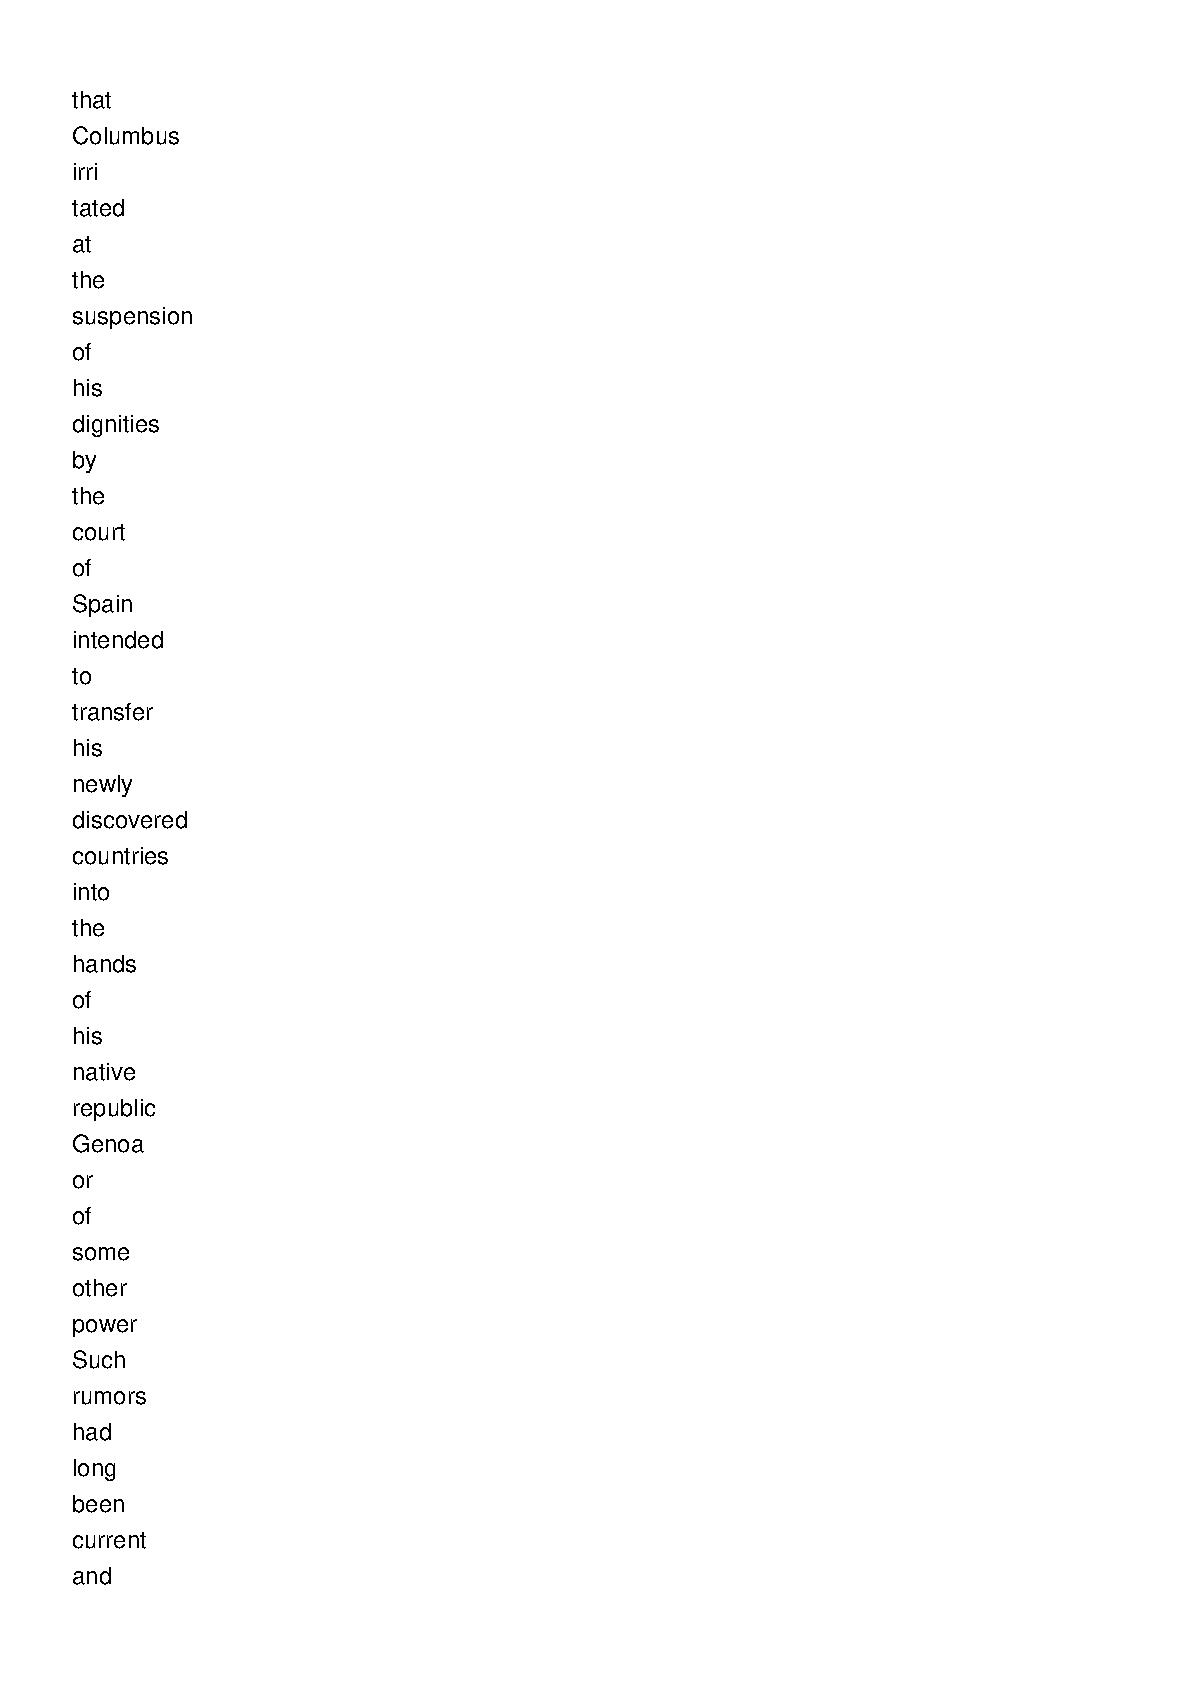 that
Columbus
irri
tated
at
the
suspension
of
his
dignities
by
the
court
of
Spain
intended
to
transfer
his
newly
discovered
countries
into
the
hands
of
his
native
republic
Genoa
or
of
some
other
power
Such
rumors
had
long
been
current
and